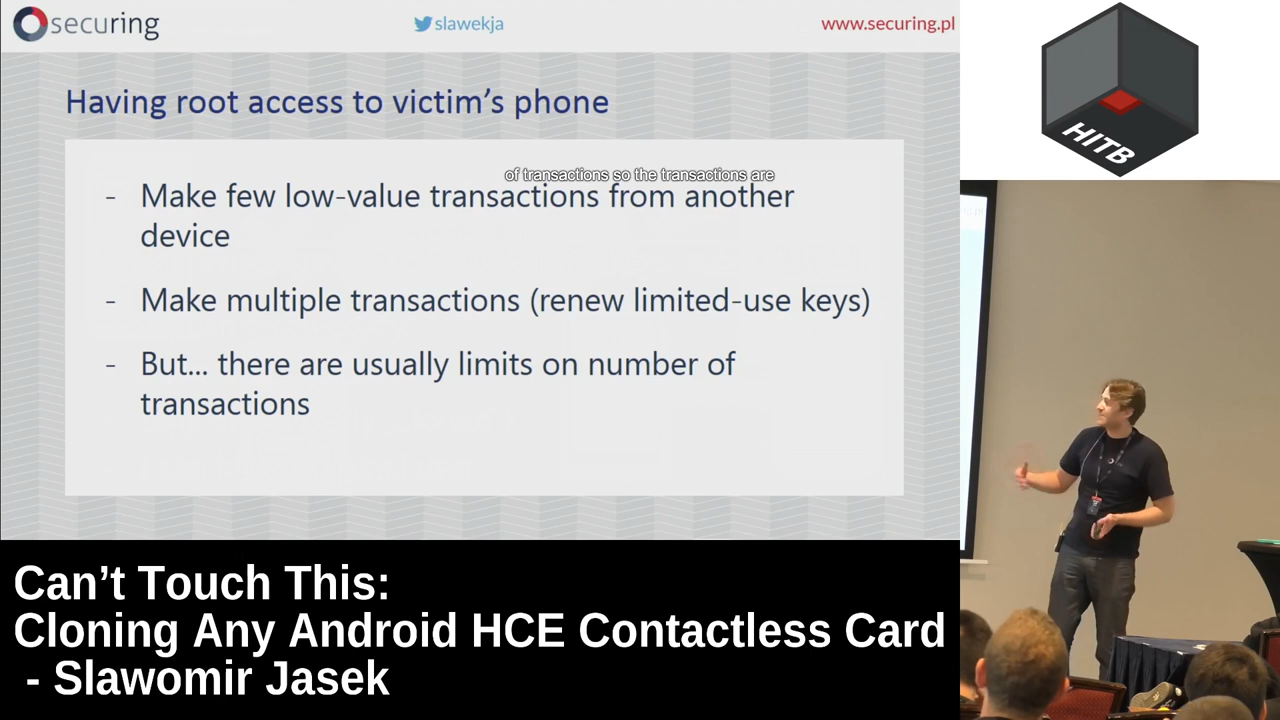 securing
slawekja
www.securing.pl
Having root access to victim's phone
of transactions so the transactions are
- Make few low-value transactions from another
device
- Make multiple transactions (renew limited-use keys)
- But... there are usually limits on number of
transactions
HITB
Can't Touch This:
Cloning Any Android HCE Contactless Card
- Slawomir Jasek